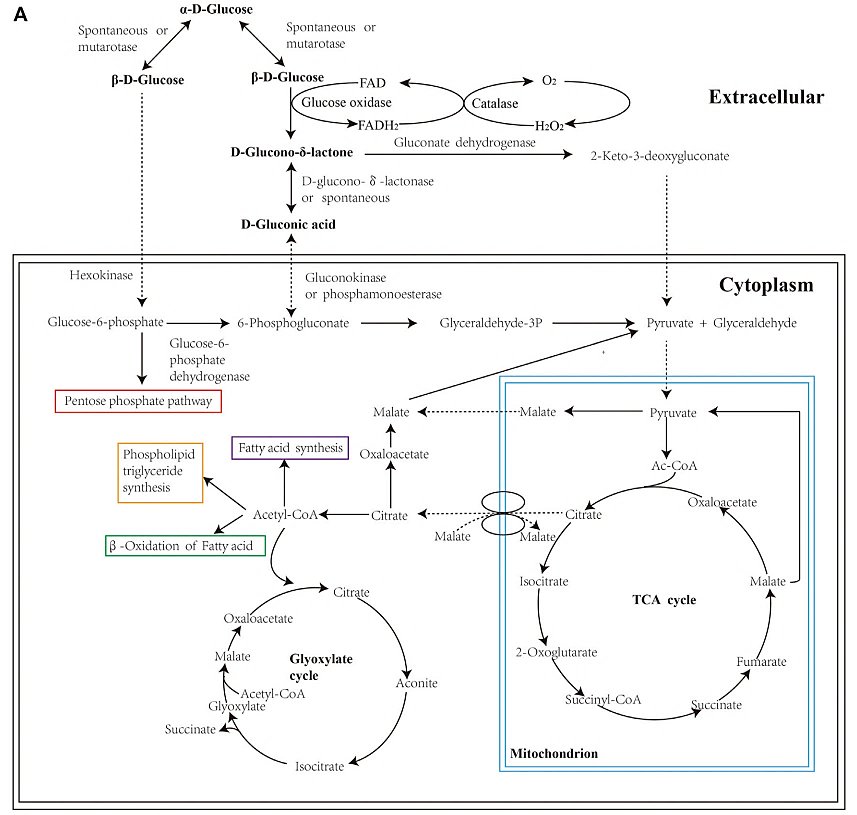 A
α-D-Glucose
Spontaneous or
mutarotase
Spontaneous or
mutarotase
β-D-Glucose
β-D-Glucose
FAD
O₂
Glucose oxidase
Catalase
Extracellular
FADH₂
H₂O₂
D-Glucono-δ-lactone
Gluconate dehydrogenase
2-Keto-3-deoxygluconate
D-glucono- δ -lactonase
or spontaneous
D-Gluconic acid
Hexokinase
Gluconokinase
or phosphamonoesterase
Cytoplasm
Glucose-6-phosphate
6-Phosphogluconate
Glyceraldehyde-3P
Pyruvate + Glyceraldehyde
Glucose-6-
phosphate
dehydrogenase
Pentose phosphate pathway
Malate
Malate
Pyruvate
Phospholipid
triglyceride
synthesis
Fatty acid synthesis
Oxaloacetate
Ac-CoA
Oxaloacetate
Acetyl-CoA
Citrate
Citrate
Malate
Malate
β -Oxidation of Fatty acid
Isocitrate
TCA cycle
Malate
Citrate
Oxaloacetate
Malate
Glyoxylate
cycle
2-Oxoglutarate
Fumarate
Aconite
Acetyl-CoA
Glyoxylate
Succinyl-CoA
Succinate
Succinate
Isocitrate
Mitochondrion